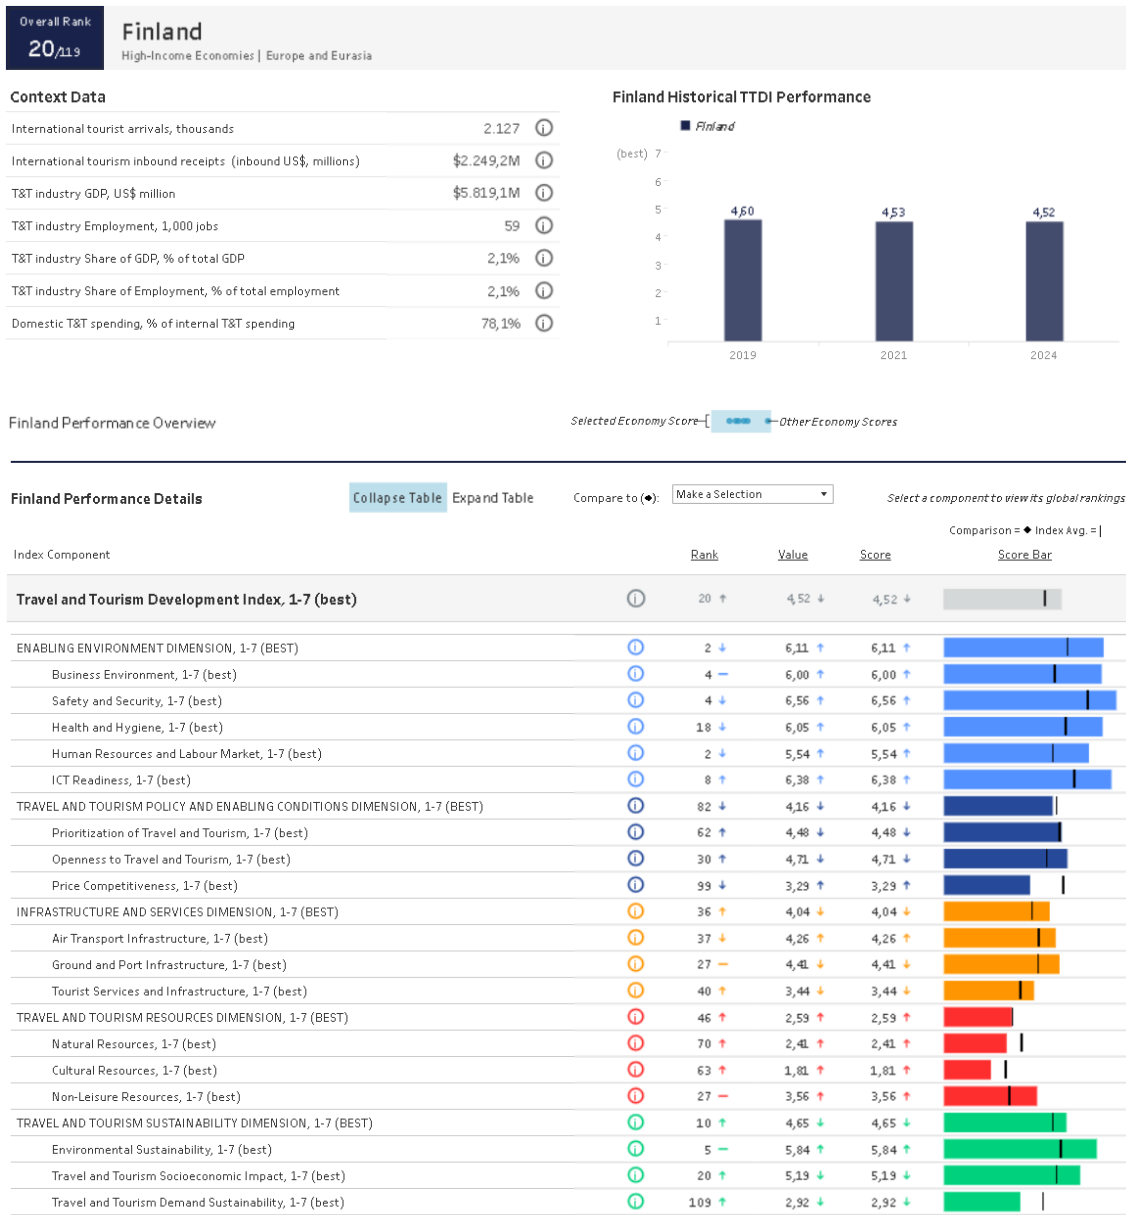 Overall Rank
20/119
Finland
High-Income Economies | Europe and Eurasia
Context Data
International tourist arrivals, thousands 2.127
International tourism inbound receipts (inbound US$, millions) $2.249,2M
T&T industry GDP, US$ million $5.819,1M
T&T industry Employment, 1,000 jobs 59
T&T industry Share of GDP, % of total GDP 2,1%
T&T industry Share of Employment, % of total employment 2,1%
Domestic T&T spending, % of internal T&T spending 78,1%
Finland Historical TTDI Performance
Finland
(best) 7
6
5
4
3
2
1
4,60 4,53 4,52
2019 2021 2024
Finland Performance Overview
Selected Economy Score Other Economy Scores
Finland Performance Details Collapse Table Expand Table Compare to (◆): Make a Selection Select a component to view its global rankings
Comparison = ◆ Index Avg. = |
Index Component Rank Value Score Score Bar
Travel and Tourism Development Index, 1-7 (best) 20 ↑ 4,52 ↓ 4,52 ↓
ENABLING ENVIRONMENT DIMENSION, 1-7 (BEST) 2 ↓ 6,11 ↑ 6,11 ↑
Business Environment, 1-7 (best) 4 – 6,00 ↑ 6,00 ↑
Safety and Security, 1-7 (best) 4 ↓ 6,56 ↑ 6,56 ↑
Health and Hygiene, 1-7 (best) 18 ↓ 6,05 ↑ 6,05 ↑
Human Resources and Labour Market, 1-7 (best) 2 ↓ 5,54 ↑ 5,54 ↑
ICT Readiness, 1-7 (best) 8 ↑ 6,38 ↑ 6,38 ↑
TRAVEL AND TOURISM POLICY AND ENABLING CONDITIONS DIMENSION, 1-7 (BEST) 82 ↓ 4,16 ↓ 4,16 ↓
Prioritization of Travel and Tourism, 1-7 (best) 62 ↑ 4,48 ↓ 4,48 ↓
Openness to Travel and Tourism, 1-7 (best) 30 ↑ 4,71 ↓ 4,71 ↓
Price Competitiveness, 1-7 (best) 99 ↓ 3,29 ↑ 3,29 ↑
INFRASTRUCTURE AND SERVICES DIMENSION, 1-7 (BEST) 36 ↑ 4,04 ↓ 4,04 ↓
Air Transport Infrastructure, 1-7 (best) 37 ↓ 4,26 ↑ 4,26 ↑
Ground and Port Infrastructure, 1-7 (best) 27 – 4,41 ↓ 4,41 ↓
Tourist Services and Infrastructure, 1-7 (best) 40 ↑ 3,44 ↓ 3,44 ↓
TRAVEL AND TOURISM RESOURCES DIMENSION, 1-7 (BEST) 46 ↑ 2,59 ↑ 2,59 ↑
Natural Resources, 1-7 (best) 70 ↑ 2,41 ↑ 2,41 ↑
Cultural Resources, 1-7 (best) 63 ↑ 1,81 ↑ 1,81 ↑
Non-Leisure Resources, 1-7 (best) 27 – 3,56 ↑ 3,56 ↑
TRAVEL AND TOURISM SUSTAINABILITY DIMENSION, 1-7 (BEST) 10 ↑ 4,65 ↓ 4,65 ↓
Environmental Sustainability, 1-7 (best) 5 – 5,84 ↑ 5,84 ↑
Travel and Tourism Socioeconomic Impact, 1-7 (best) 20 ↑ 5,19 ↓ 5,19 ↓
Travel and Tourism Demand Sustainability, 1-7 (best) 109 ↑ 2,92 ↓ 2,92 ↓